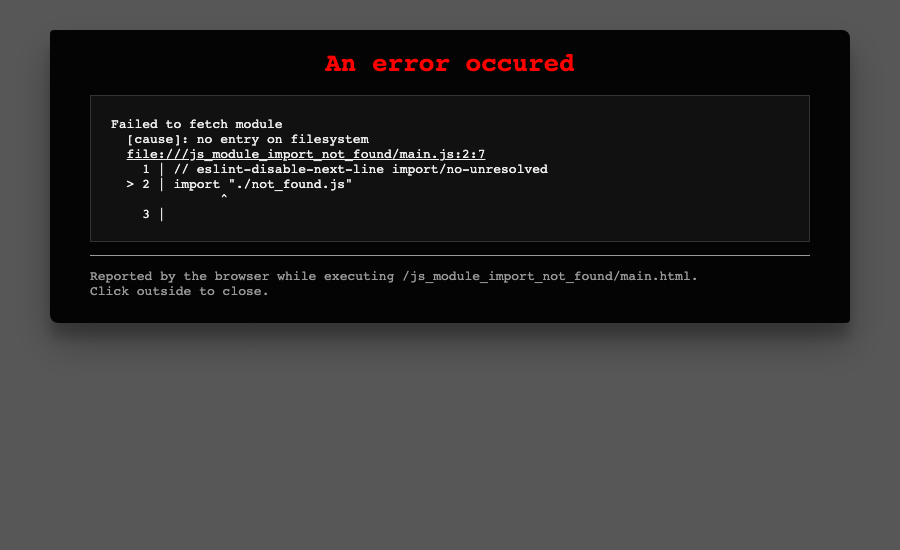 An error occured
Failed to fetch module
  [cause]: no entry on filesystem
  file:///js_module_import_not_found/main.js:2:7
    1 | // eslint-disable-next-line import/no-unresolved
  > 2 | import "./not_found.js"
              ^
    3 |
Reported by the browser while executing /js_module_import_not_found/main.html.
Click outside to close.